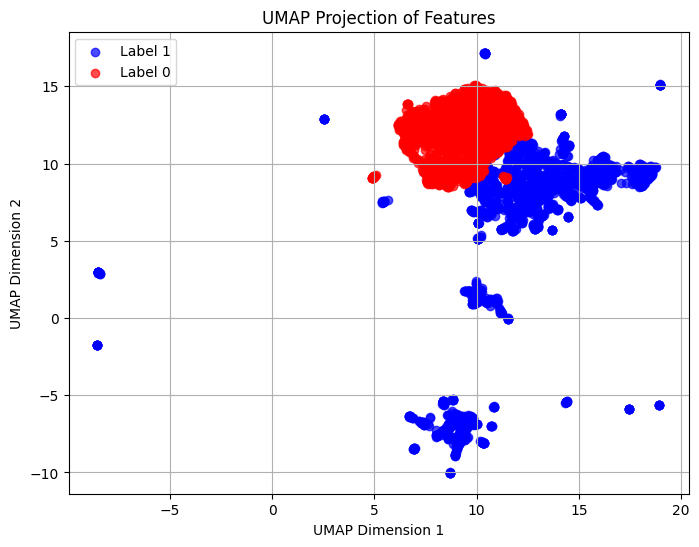 UMAP Projection of Features
Label 1
Label 0
UMAP Dimension 2
15
10
5
0
−5
−10
−5
0
5
10
15
20
UMAP Dimension 1